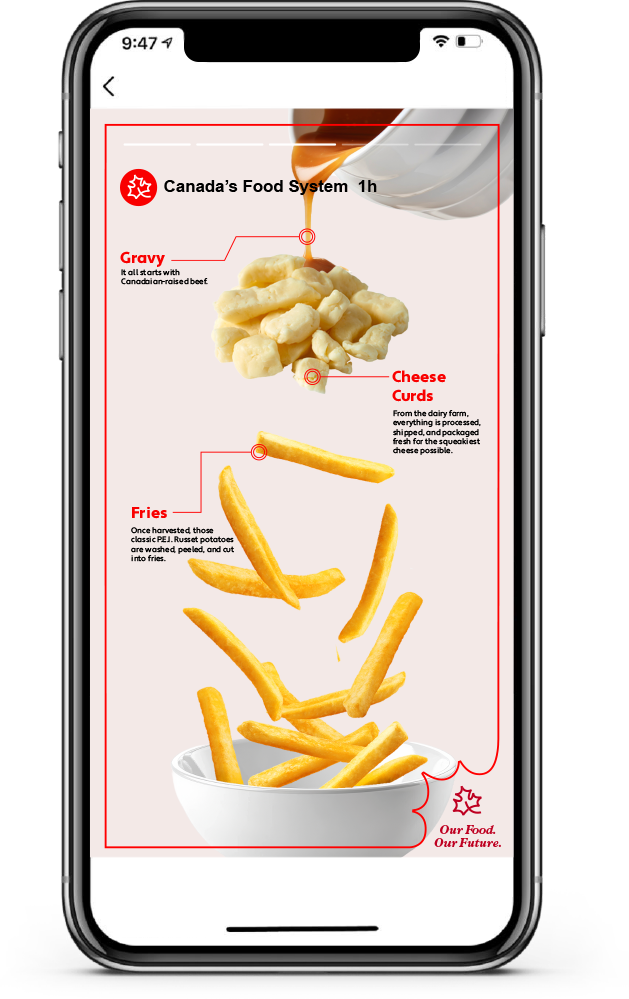 9:47
Canada's Food System 1h
Gravy
It all starts with
Canadaian-raised beef.
Cheese
Curds
From the dairy farm,
everything is processed,
shipped, and packaged
fresh for the squeakiest
cheese possible.
Fries
Once harvested, those
classic P.E.I. Russet potatoes
are washed, peeled, and cut
into fries.
Our Food.
Our Future.